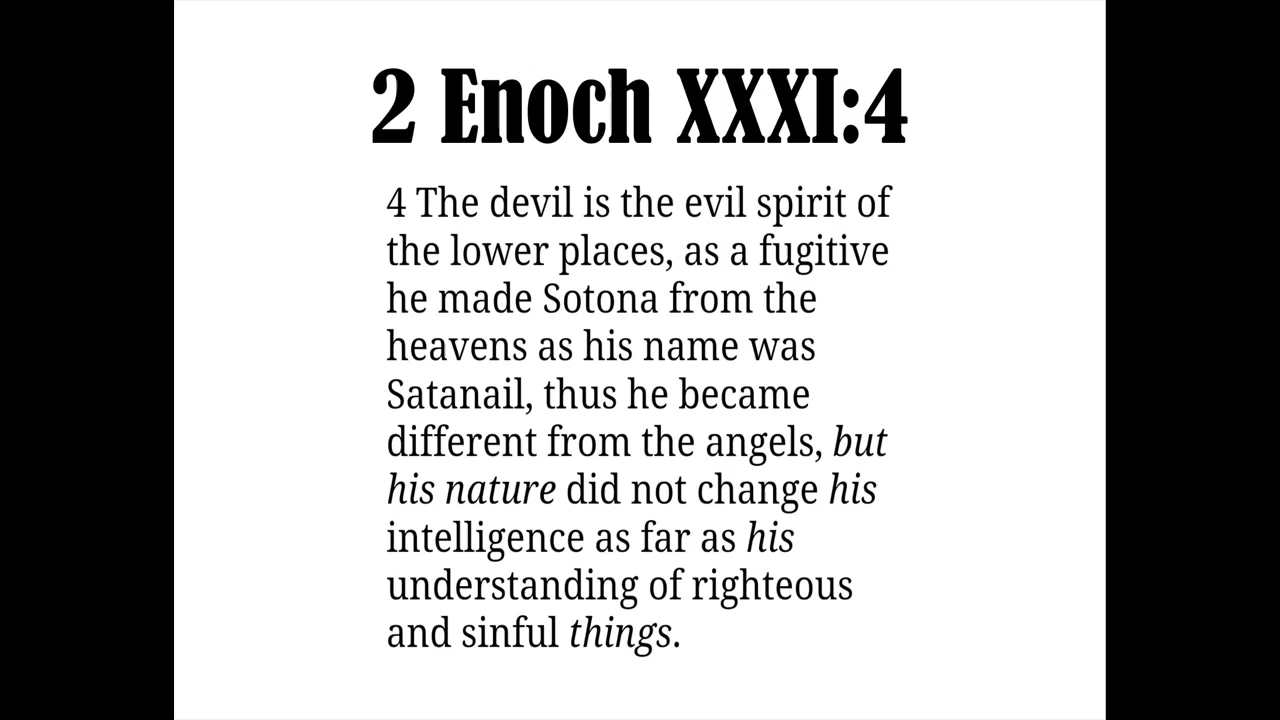 2 Enoch XXXI:4
4 The devil is the evil spirit of
the lower places, as a fugitive
he made Sotona from the
heavens as his name was
Satanail, thus he became
different from the angels, but
his nature did not change his
intelligence as far as his
understanding of righteous
and sinful things.